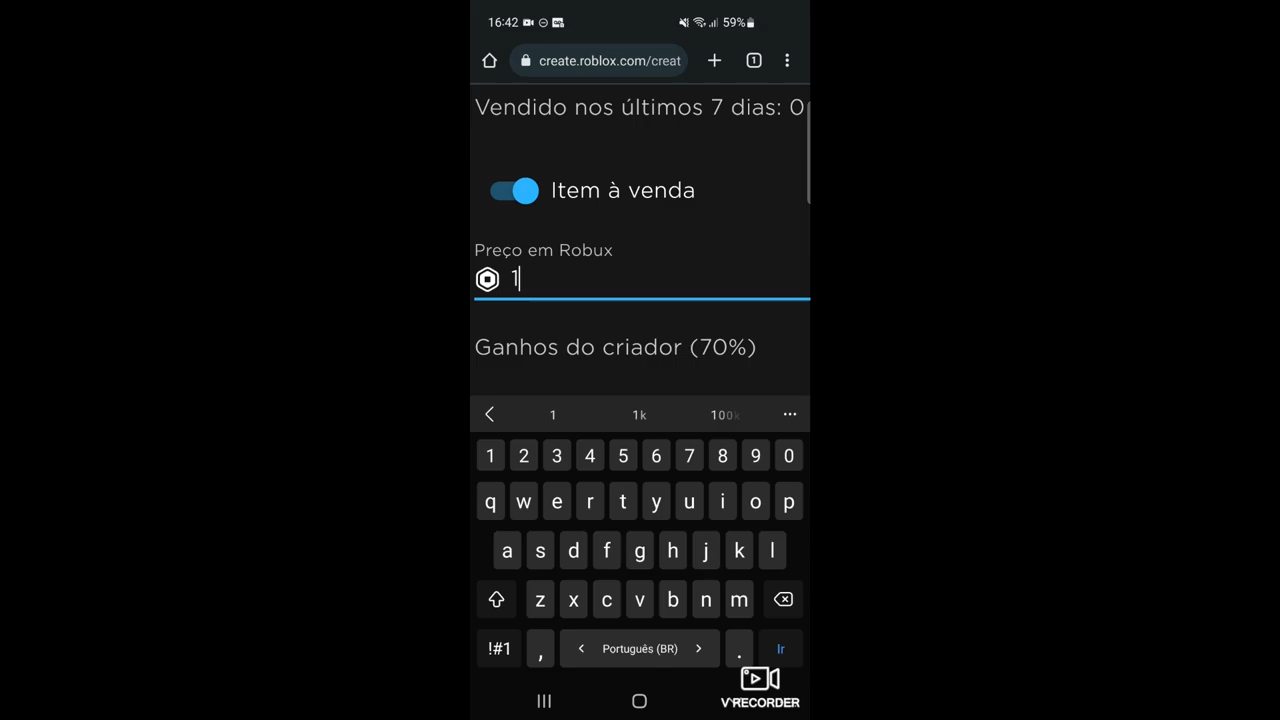 16:42 59%
create.roblox.com/creat 1
Vendido nos últimos 7 dias: 0
Item à venda
Preço em Robux
1
Ganhos do criador (70%)
1 1k 100k
1 2 3 4 5 6 7 8 9 0
q w e r t y u i o p
a s d f g h j k l
z x c v b n m
!#1 , < Português (BR) > . Ir
V RECORDER